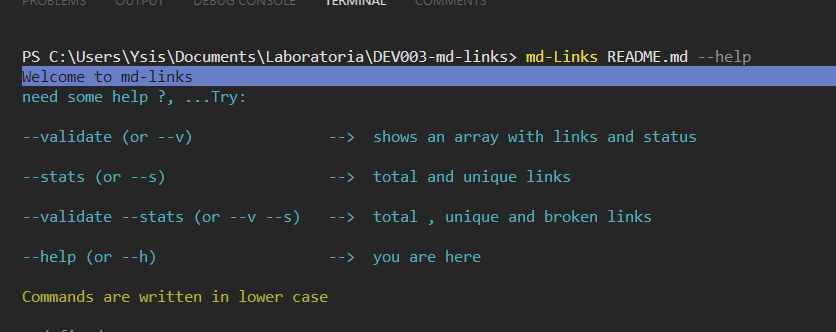 PROBLEMS OUTPUT DEBUG CONSOLE TERMINAL COMMENTS
PS C:\Users\Ysis\Documents\Laboratoria\DEV003-md-links> md-Links README.md --help
Welcome to md-links
need some help ?, ...Try:
--validate (or --v) --> shows an array with links and status
--stats (or --s) --> total and unique links
--validate --stats (or --v --s) --> total , unique and broken links
--help (or --h) --> you are here
Commands are written in lower case